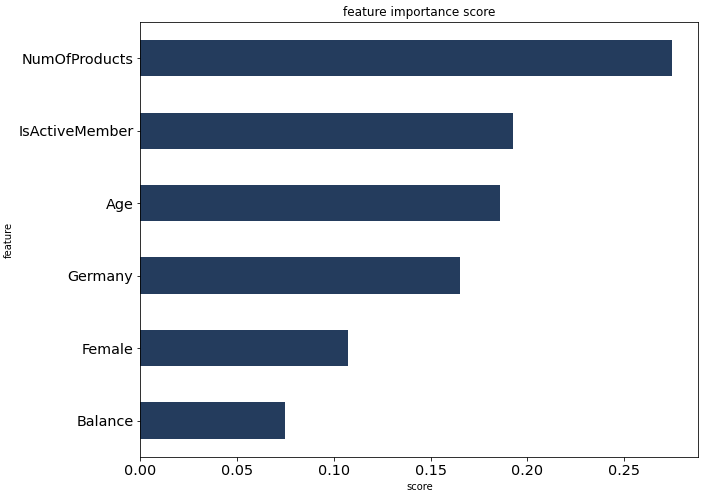 feature importance score
NumOfProducts
IsActiveMember
Age
Germany
Female
Balance
feature
0.00 0.05 0.10 0.15 0.20 0.25
score